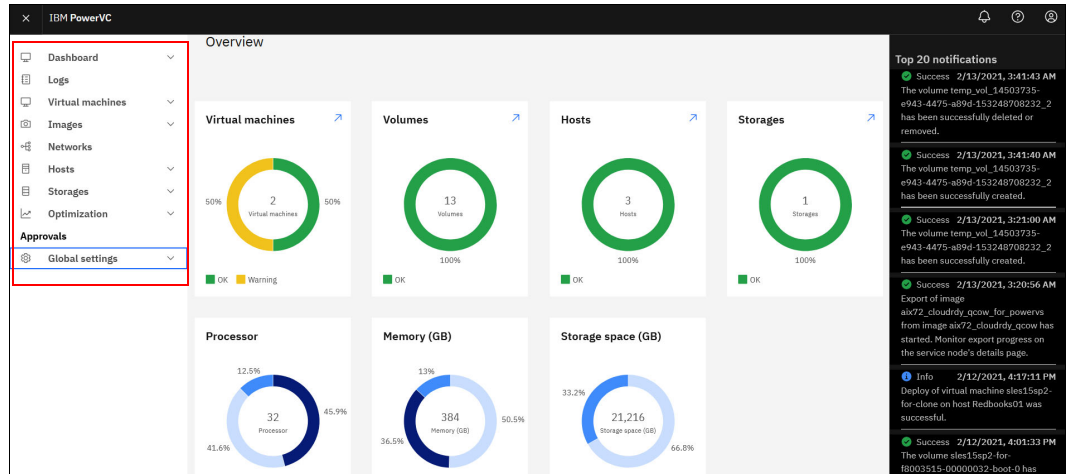 IBM PowerVC
Dashboard
Logs
Virtual machines
Images
Networks
Hosts
Storages
Optimization
Approvals
Global settings
Overview
Virtual machines
50%
2
Virtual machines
50%
OK
Warning
Volumes
13
Volumes
100%
OK
Hosts
3
Hosts
100%
OK
Storages
1
Storages
100%
OK
Processor
12.5%
32
Processor
45.9%
41.6%
Memory (GB)
13%
384
Memory (GB)
50.5%
36.5%
Storage space (GB)
33.2%
21,216
Storage space (GB)
66.8%
Top 20 notifications
Success 2/13/2021, 3:41:43 AM
The volume temp_vol_14503735-
e943-4475-a89d-153248708232_2
has been successfully deleted or
removed.
Success 2/13/2021, 3:41:40 AM
The volume temp_vol_14503735-
e943-4475-a89d-153248708232_2
has been successfully created.
Success 2/13/2021, 3:21:00 AM
The volume temp_vol_14503735-
e943-4475-a89d-153248708232_2
has been successfully created.
Success 2/13/2021, 3:20:56 AM
Export of image
aix72_cloudrdy_qcow_for_powervs
from image aix72_cloudrdy_qcow has
started. Monitor export progress on
the service node's details page.
Info 2/12/2021, 4:17:11 PM
Deploy of virtual machine sles15sp2-
for-clone on host Redbooks01 was
successful.
Success 2/12/2021, 4:01:33 PM
The volume sles15sp2-for-
f8003515-00000032-boot-0 has